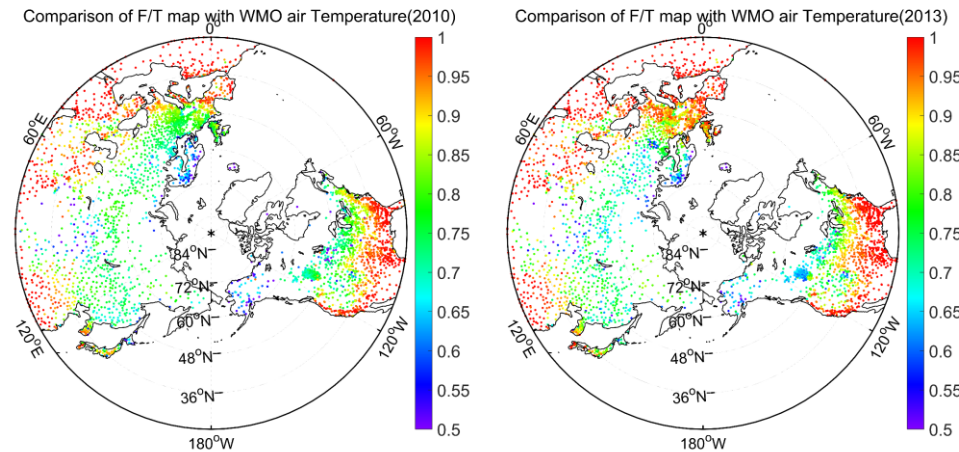 Comparison of F/T map with WMO air Temperature(2010)
0°
60°E
60°W
120°E
120°W
84°N
72°N
60°N
48°N
36°N
180°W
1
0.95
0.9
0.85
0.8
0.75
0.7
0.65
0.6
0.55
0.5
Comparison of F/T map with WMO air Temperature(2013)
0°
60°E
60°W
120°E
120°W
84°N
72°N
60°N
48°N
36°N
180°W
1
0.95
0.9
0.85
0.8
0.75
0.7
0.65
0.6
0.55
0.5